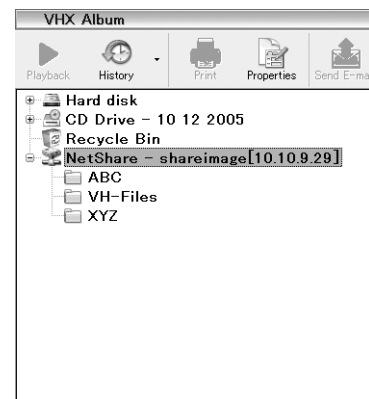 VHX Album
Playback History Print Properties Send E-ma
Hard disk
CD Drive - 10 12 2005
Recycle Bin
NetShare - shareimage[10.10.9.29]
ABC
VH-Files
XYZ